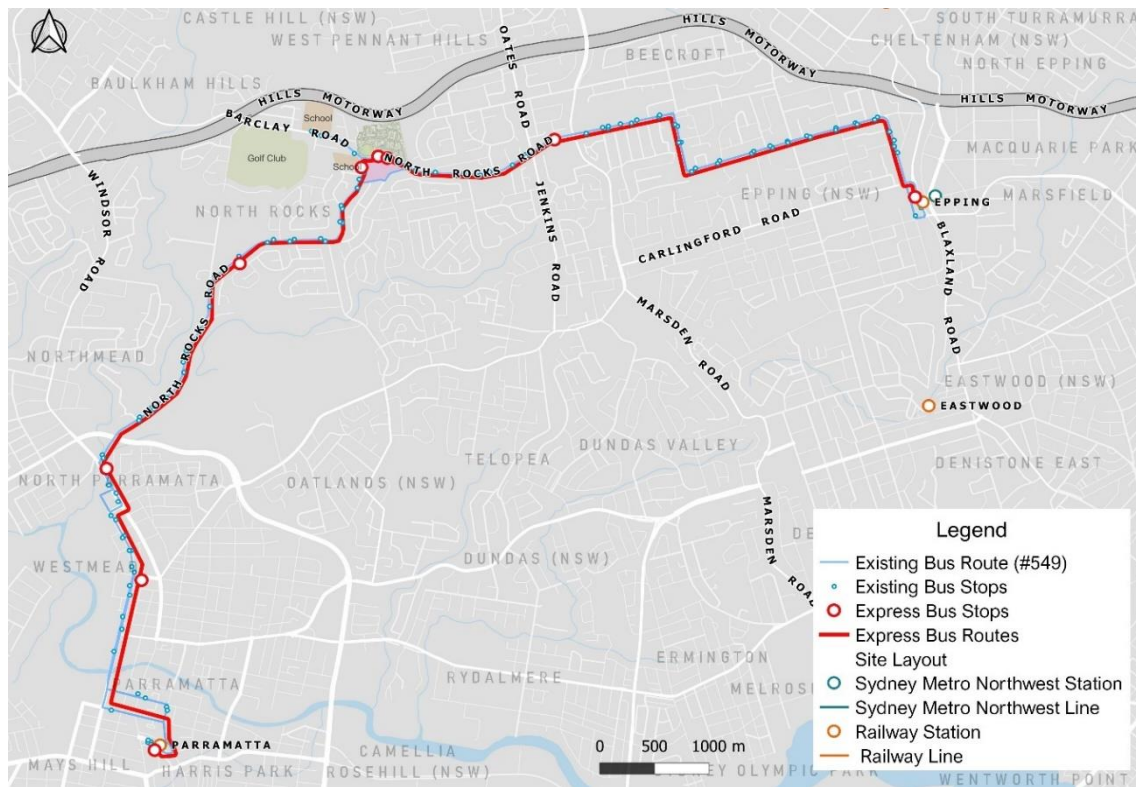 CASTLE HILL (NSW)
WEST PENNANT HILLS
OATES ROAD
HILLS MOTORWAY
SOUTH TURRAMURRA
CHELTENHAM (NSW)
NORTH EPPING
BEECROFT
BAULKHAM HILLS
HILLS MOTORWAY
HILLS MOTORWAY
BARCLAY ROAD
School
Golf Club
School
NORTH ROCKS ROAD
MACQUARIE PARK
WINDSOR ROAD
NORTH ROCKS
JENKINS ROAD
EPPING (NSW)
MARSFIELD
EPPING
CARLINGFORD ROAD
BLAXLAND ROAD
NORTH ROCKS ROAD
MARSDEN ROAD
NORTHMEAD
EASTWOOD (NSW)
EASTWOOD
DUNDAS VALLEY
TELOPEA
DENISTONE EAST
NORTH PARRAMATTA
OATLANDS (NSW)
MARSDEN ROAD
DE
WESTMEA
DUNDAS (NSW)
ERMINGTON
RYDALMERE
MELROS
PARRAMATTA
PARRAMATTA
MAYS HILL
HARRIS PARK
CAMELLIA
ROSEHILL (NSW)
0 500 1000 m
NEY OLYMPIC PARK
WENTWORTH POINT
Legend
Existing Bus Route (#549)
Existing Bus Stops
Express Bus Stops
Express Bus Routes
Site Layout
Sydney Metro Northwest Station
Sydney Metro Northwest Line
Railway Station
Railway Line